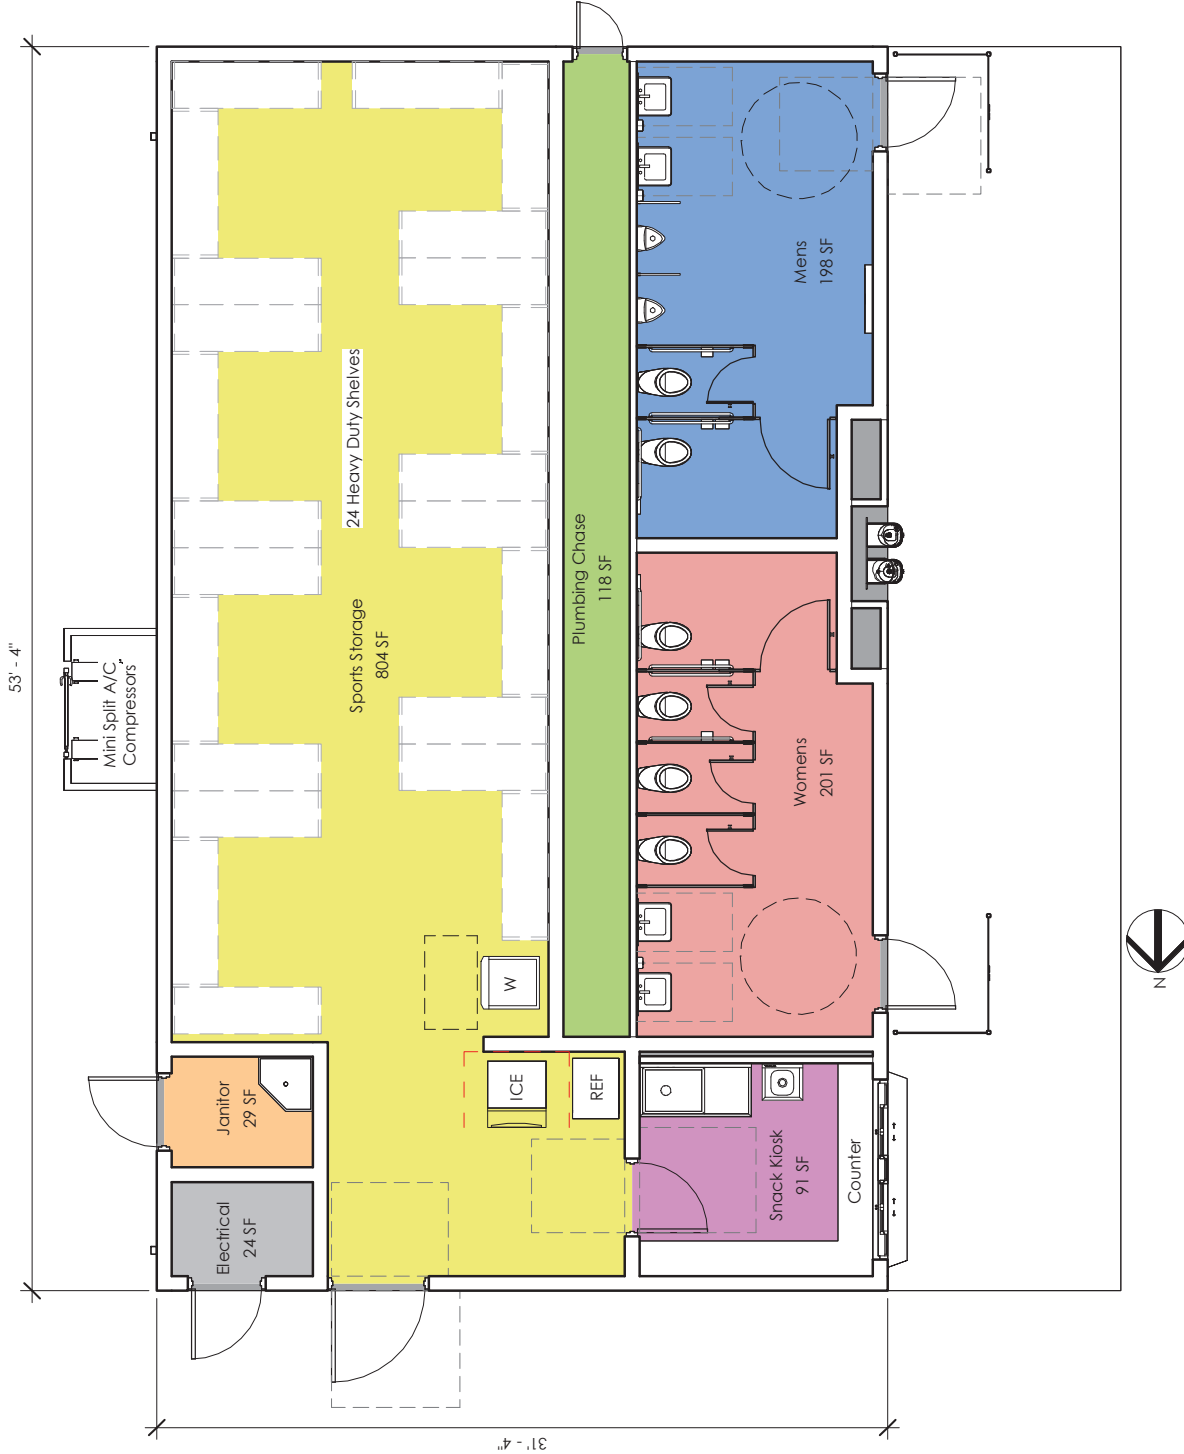 53' - 4"
Mini Split A/C
Compressors
24 Heavy Duty Shelves
Sports Storage
804 SF
Plumbing Chase
118 SF
Mens
198 SF
Womens
201 SF
W
ICE
REF
Janitor
29 SF
Electrical
24 SF
Snack Kiosk
91 SF
Counter
31' - 4"
N